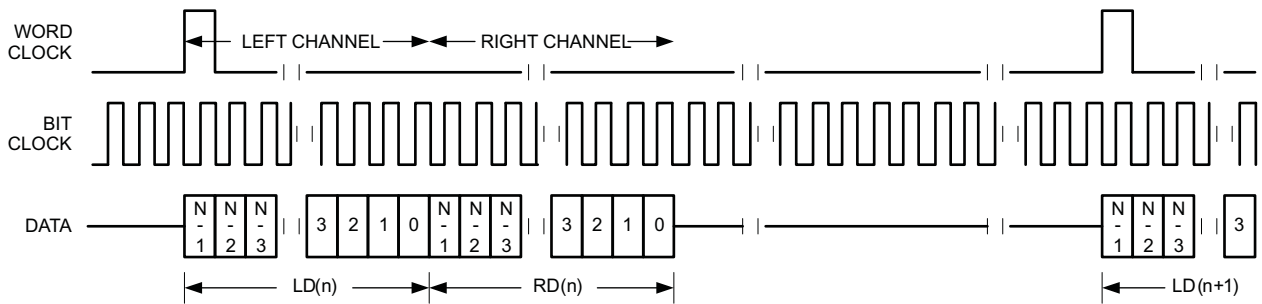 WORD
CLOCK
LEFT CHANNEL
RIGHT CHANNEL
BIT
CLOCK
DATA
N-1 N-2 N-3 3 2 1 0 N-1 N-2 N-3 3 2 1 0 N-1 N-2 N-3 3
LD(n) RD(n) LD(n+1)